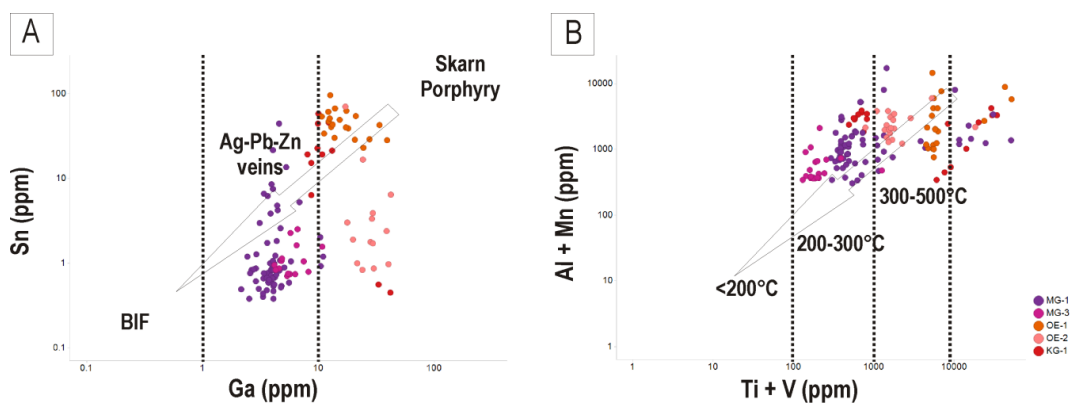 A
Sn (ppm)
100
10
1
0.1
0.1
1
10
100
Ga (ppm)
Skarn
Porphyry
Ag-Pb-Zn
veins
BIF
B
Al + Mn (ppm)
10000
1000
100
10
1
1
10
100
1000
10000
Ti + V (ppm)
300-500°C
200-300°C
<200°C
MG-1
MG-3
OE-1
OE-2
KG-1